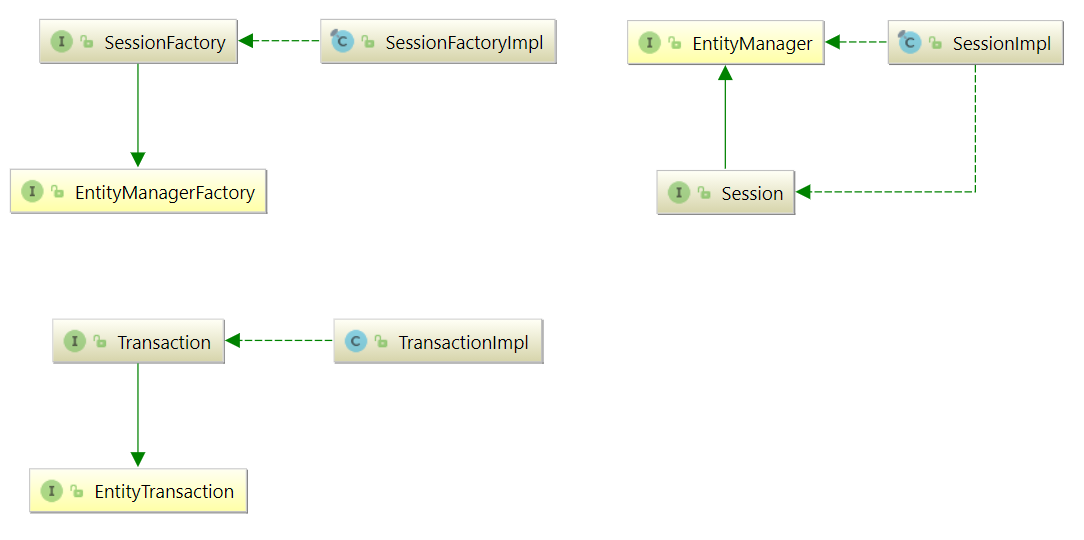 I SessionFactory
C SessionFactoryImpl
I EntityManager
C SessionImpl
I EntityManagerFactory
I Session
I Transaction
C TransactionImpl
I EntityTransaction